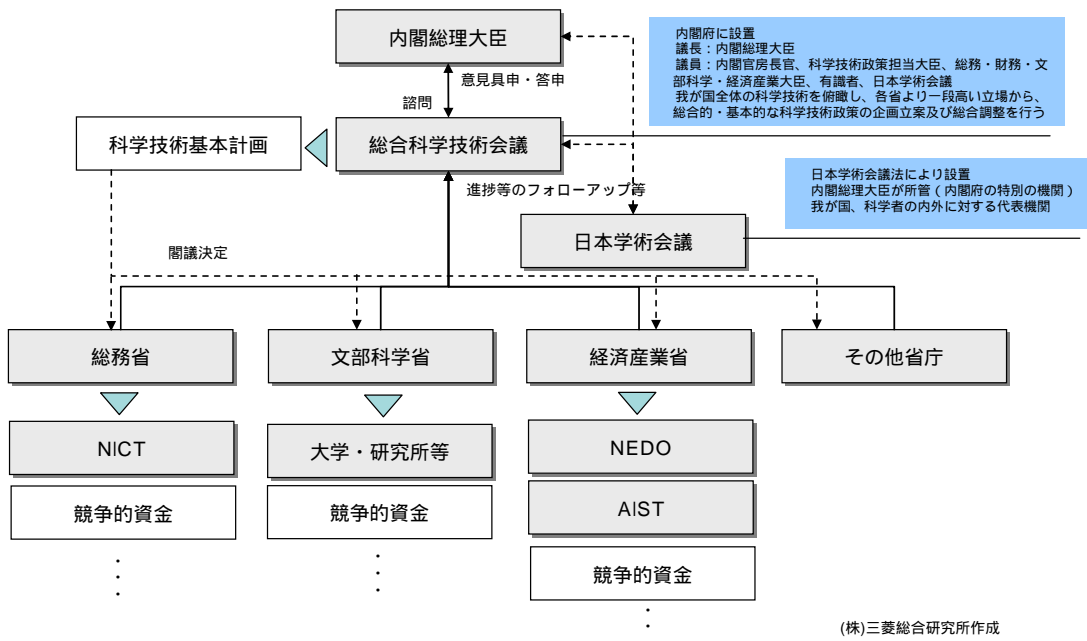 内閣総理大臣
内閣府に設置
議長：内閣総理大臣
議員：内閣官房長官、科学技術政策担当大臣、総務・財務・文
部科学・経済産業大臣、有識者、日本学術会議
我が国全体の科学技術を俯瞰し、各省より一段高い立場から、
総合的・基本的な科学技術政策の企画立案及び総合調整を行う
意見具申・答申
諮問
科学技術基本計画
総合科学技術会議
進捗等のフォローアップ等
日本学術会議法により設置
内閣総理大臣が所管（内閣府の特別の機関）
我が国、科学者の内外に対する代表機関
日本学術会議
閣議決定
総務省
文部科学省
経済産業省
その他省庁
NICT
大学・研究所等
NEDO
競争的資金
競争的資金
AIST
・・・
・・・
競争的資金
・・
(株)三菱総合研究所作成